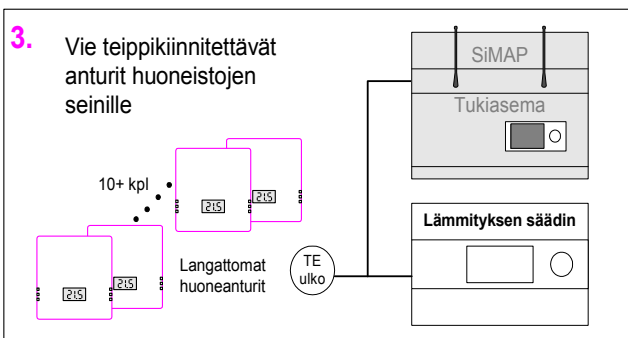 3.
Vie teippikiinnitettävät
anturit huoneistojen
seinille
SiMAP
Tukiasema
10+ kpl
21.5
21.5
21.5
21.5
Langattomat
huoneanturit
TE
ulko
Lämmityksen säädin